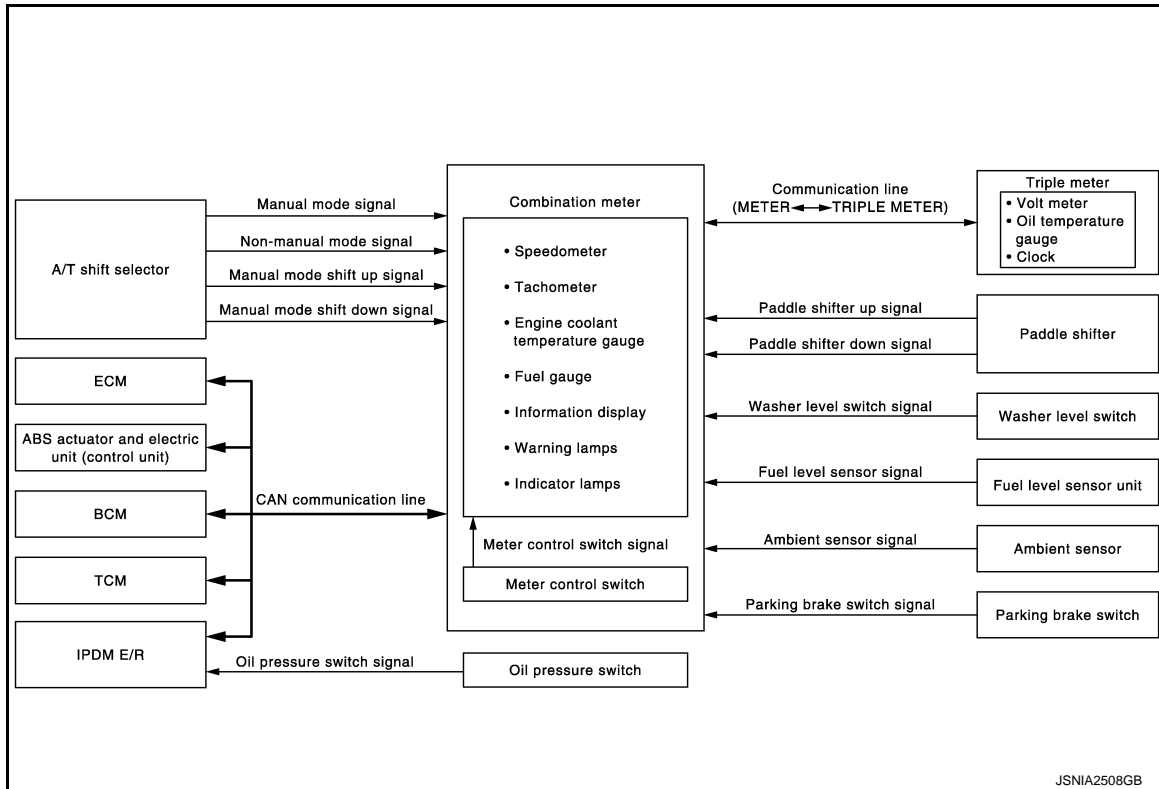 A/T shift selector
Manual mode signal
Non-manual mode signal
Manual mode shift up signal
Manual mode shift down signal
ECM
ABS actuator and electric
unit (control unit)
BCM
TCM
IPDM E/R
CAN communication line
Oil pressure switch signal
Combination meter
• Speedometer
• Tachometer
• Engine coolant
temperature gauge
• Fuel gauge
• Information display
• Warning lamps
• Indicator lamps
Meter control switch signal
Meter control switch
Oil pressure switch
Communication line
(METER◄─►TRIPLE METER)
Paddle shifter up signal
Paddle shifter down signal
Washer level switch signal
Fuel level sensor signal
Ambient sensor signal
Parking brake switch signal
Triple meter
• Volt meter
• Oil temperature
gauge
• Clock
Paddle shifter
Washer level switch
Fuel level sensor unit
Ambient sensor
Parking brake switch
JSNIA2508GB